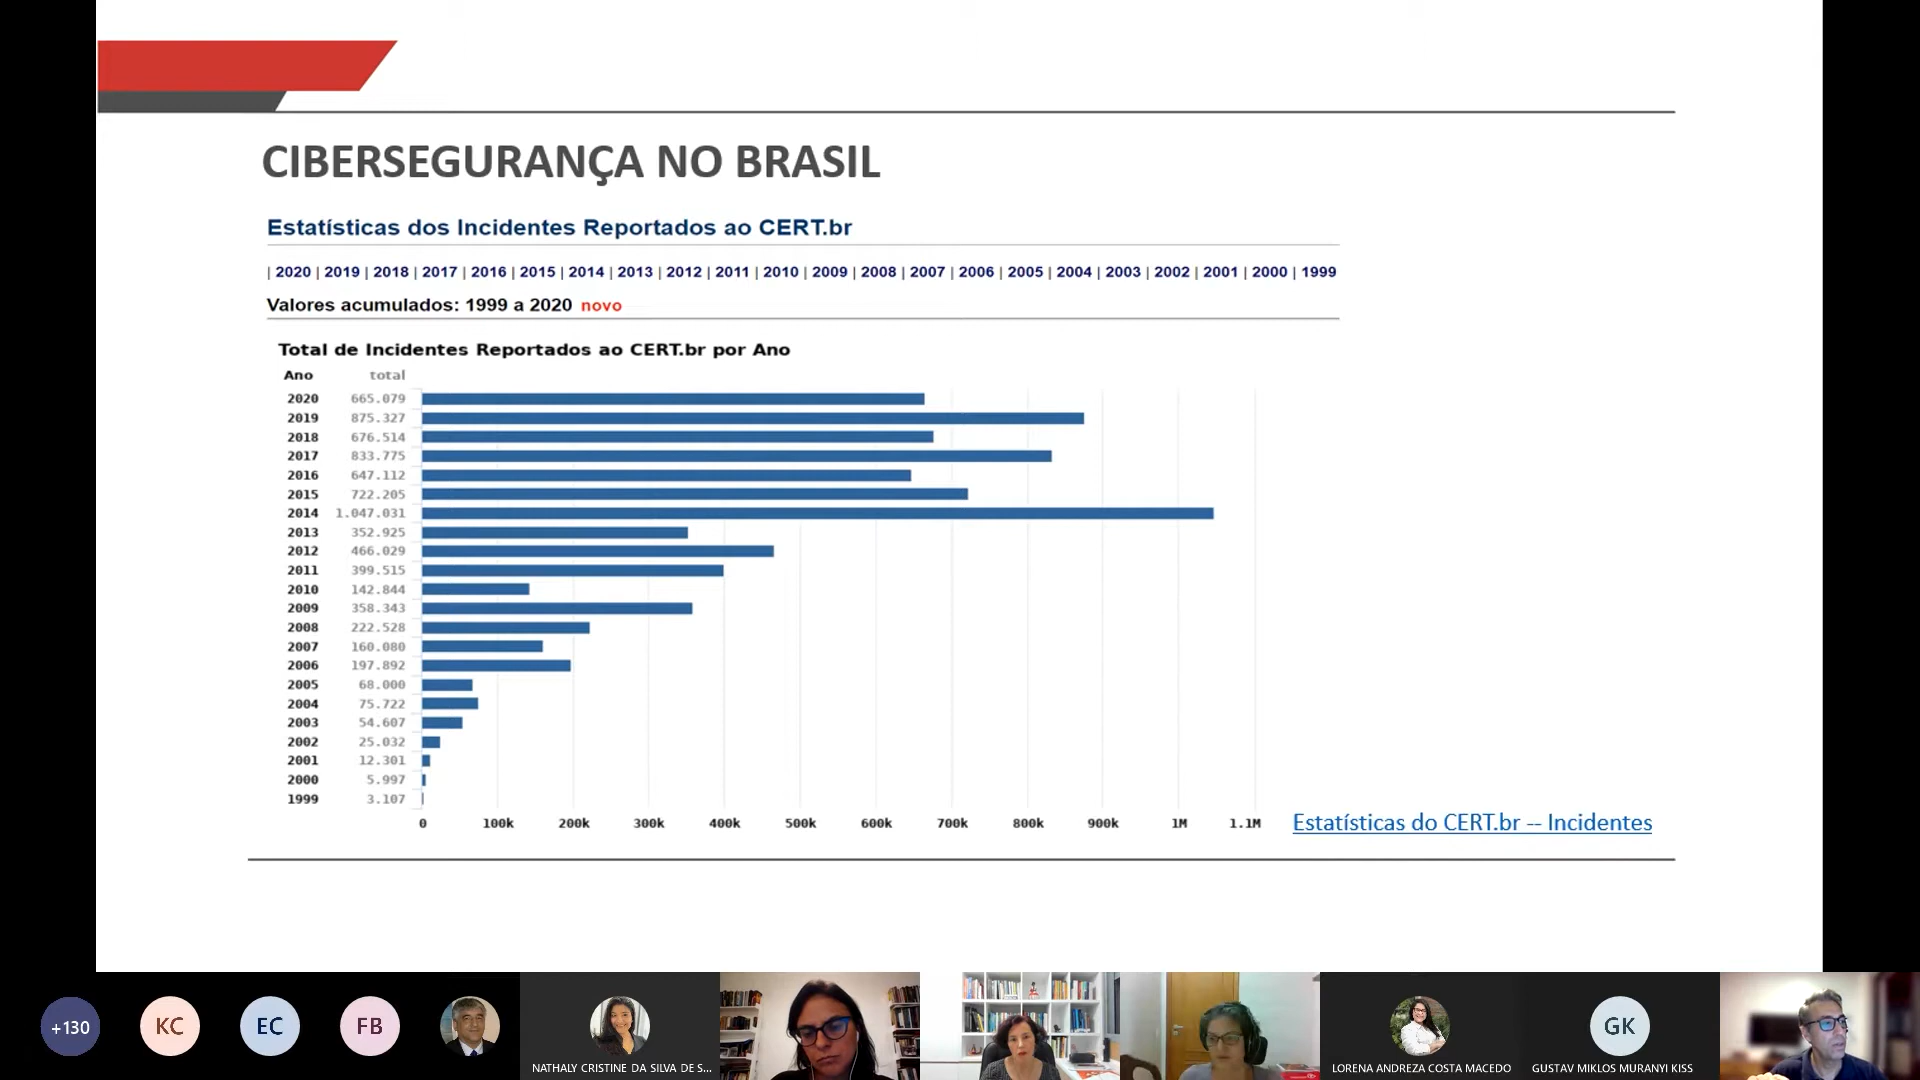 CIBERSEGURANÇA NO BRASIL
Estatísticas dos Incidentes Reportados ao CERT.br
| 2020 | 2019 | 2018 | 2017 | 2016 | 2015 | 2014 | 2013 | 2012 | 2011 | 2010 | 2009 | 2008 | 2007 | 2006 | 2005 | 2004 | 2003 | 2002 | 2001 | 2000 | 1999
Valores acumulados: 1999 a 2020 novo
Total de Incidentes Reportados ao CERT.br por Ano
Ano total
2020 665.079
2019 875.327
2018 676.514
2017 833.775
2016 647.112
2015 722.205
2014 1.047.031
2013 352.925
2012 466.029
2011 399.515
2010 142.844
2009 358.343
2008 222.528
2007 160.080
2006 197.892
2005 68.000
2004 75.722
2003 54.607
2002 25.032
2001 12.301
2000 5.997
1999 3.107
0 100k 200k 300k 400k 500k 600k 700k 800k 900k 1M 1.1M
Estatísticas do CERT.br -- Incidentes
+130 KC EC FB GK
NATHALY CRISTINE DA SILVA DE S... LORENA ANDREZA COSTA MACEDO GUSTAV MIKLOS MURANYI KISS